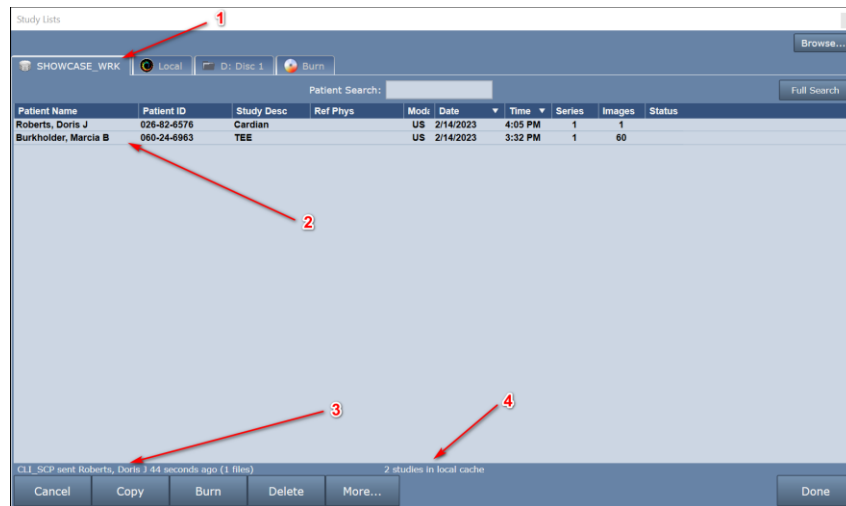 Study Lists
1
Browse...
SHOWCASE_WRK Local D: Disc 1 Burn
Patient Search:
Full Search
Patient Name Patient ID Study Desc Ref Phys Moda Date Time Series Images Status
Roberts, Doris J 026-82-6576 Cardian US 2/14/2023 4:05 PM 1 1
Burkholder, Marcia B 060-24-6963 TEE US 2/14/2023 3:32 PM 1 60
2
3
4
CLI_SCP sent Roberts, Doris J 44 seconds ago (1 files) 2 studies in local cache
Cancel Copy Burn Delete More... Done